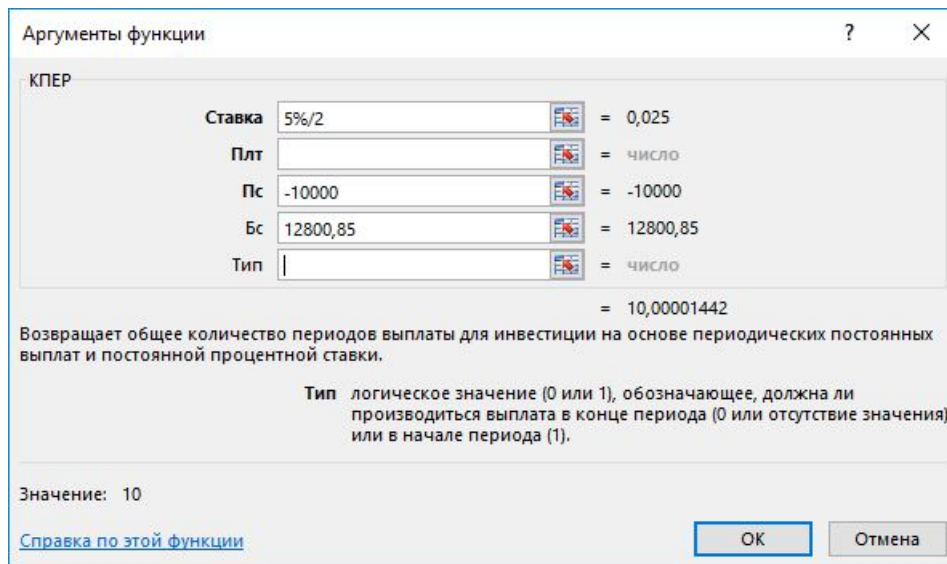 Аргументы функции ? ×
КПЕР
Ставка 5%/2 = 0,025
Плт = число
Пс -10000 = -10000
Бс 12800,85 = 12800,85
Тип = число
= 10,00001442
Возвращает общее количество периодов выплаты для инвестиции на основе периодических постоянных
выплат и постоянной процентной ставки.
Тип логическое значение (0 или 1), обозначающее, должна ли
производиться выплата в конце периода (0 или отсутствие значения)
или в начале периода (1).
Значение: 10
Справка по этой функции ОК Отмена